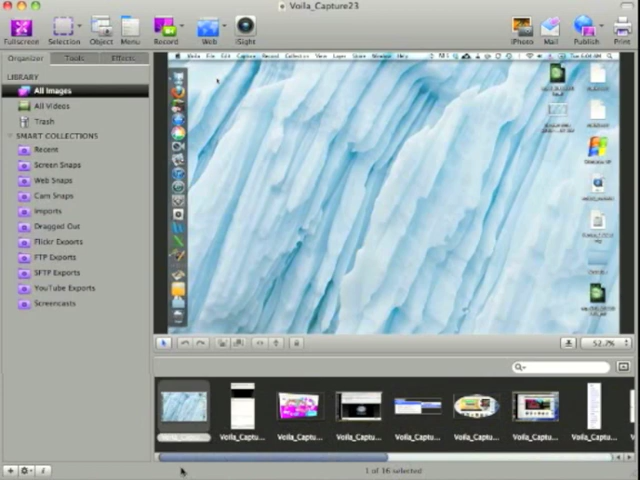 Voila_Capture23
Fullscreen
Selection
Object
Menu
Record
Web
iSight
iPhoto
Mail
Publish
Print
Organizer
Tools
Effects
LIBRARY
All Images
All Videos
Trash
SMART COLLECTIONS
Recent
Screen Snaps
Web Snaps
Cam Snaps
Imports
Dragged Out
Flickr Exports
FTP Exports
SFTP Exports
YouTube Exports
Screencasts
52.7%
Voila_Captu...
Voila_Captu...
Voila_Captu...
Voila_Captu...
Voila_Captu...
Voila_Captu...
Voila_Captu...
1 of 16 selected